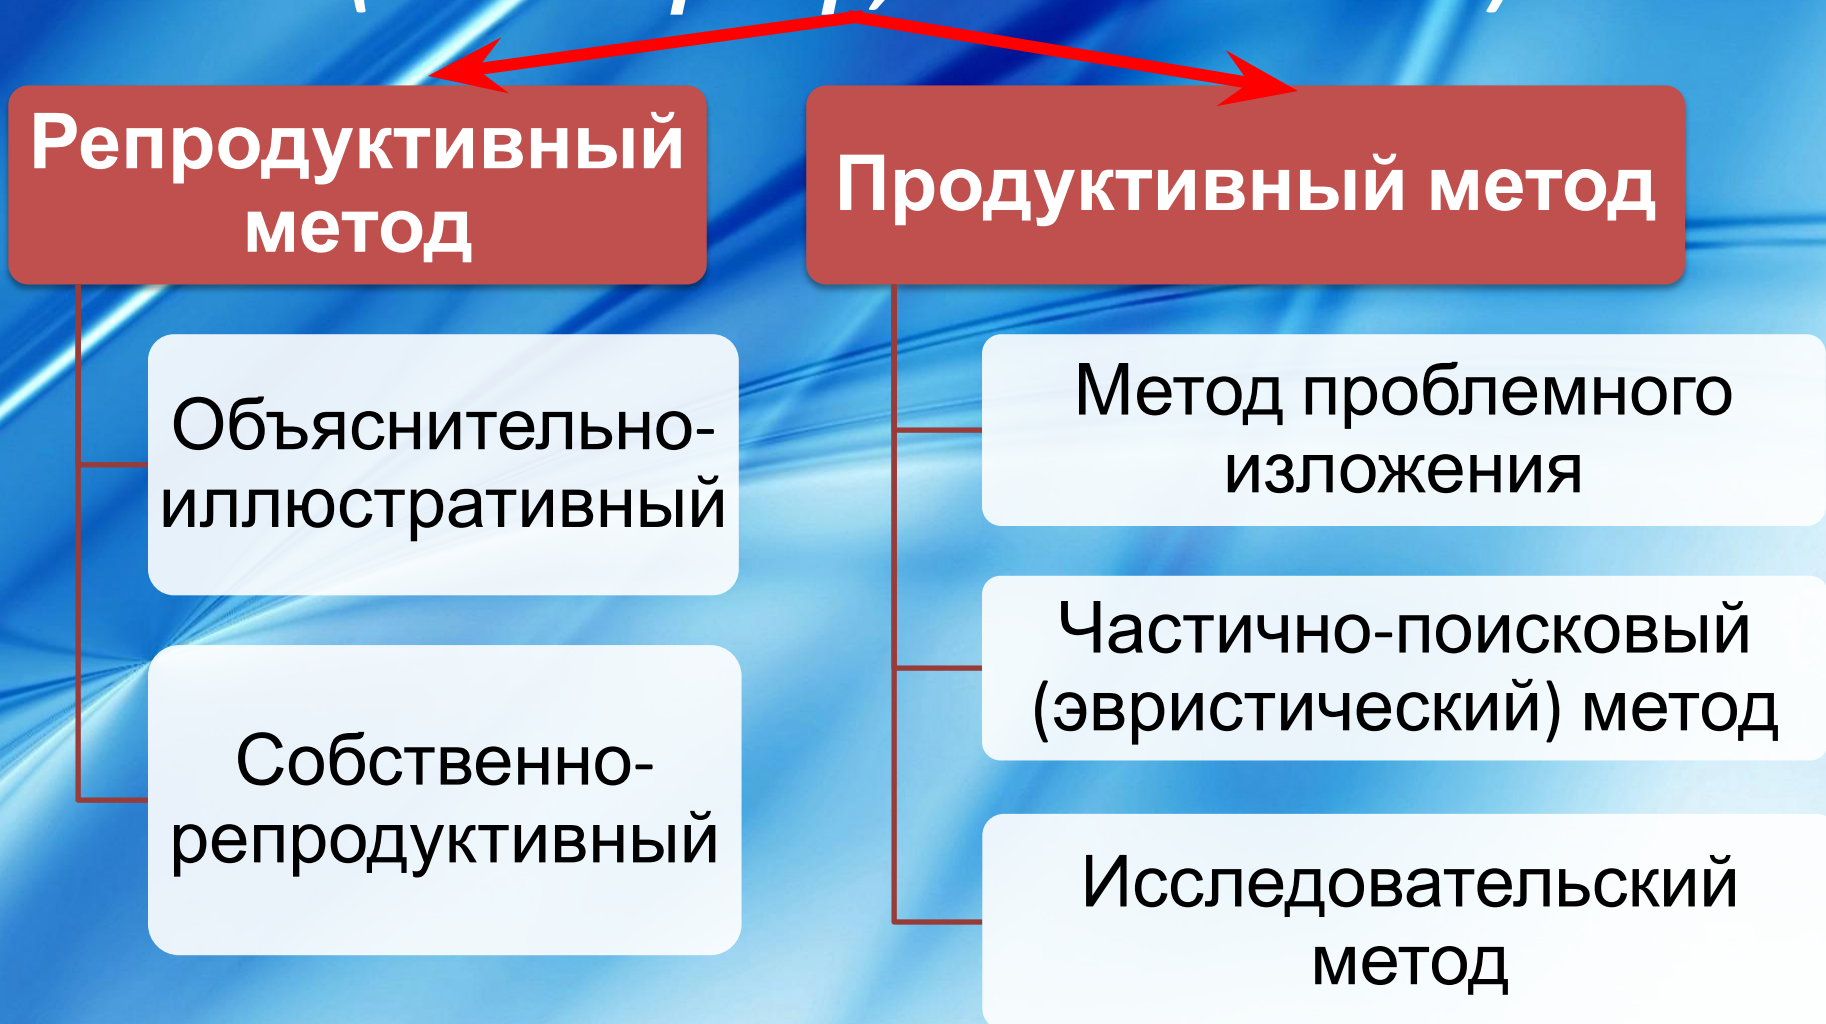 Репродуктивный
метод
Объяснительно-
иллюстративный
Собственно-
репродуктивный
Продуктивный метод
Метод проблемного
изложения
Частично-поисковый
(эвристический) метод
Исследовательский
метод